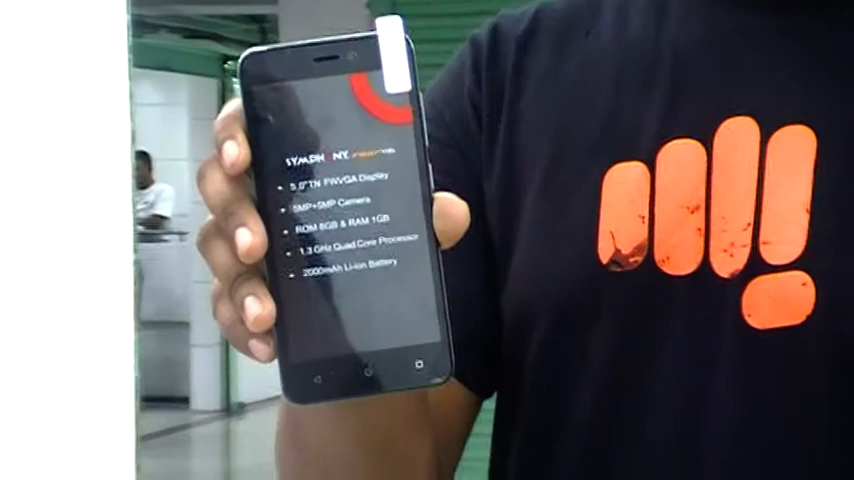 SYMPHONY
5.0" TN FWVGA Display
5MP+5MP Camera
ROM 8GB & RAM 1GB
1.3 GHz Quad Core Processor
2000mAh Li-ion Battery